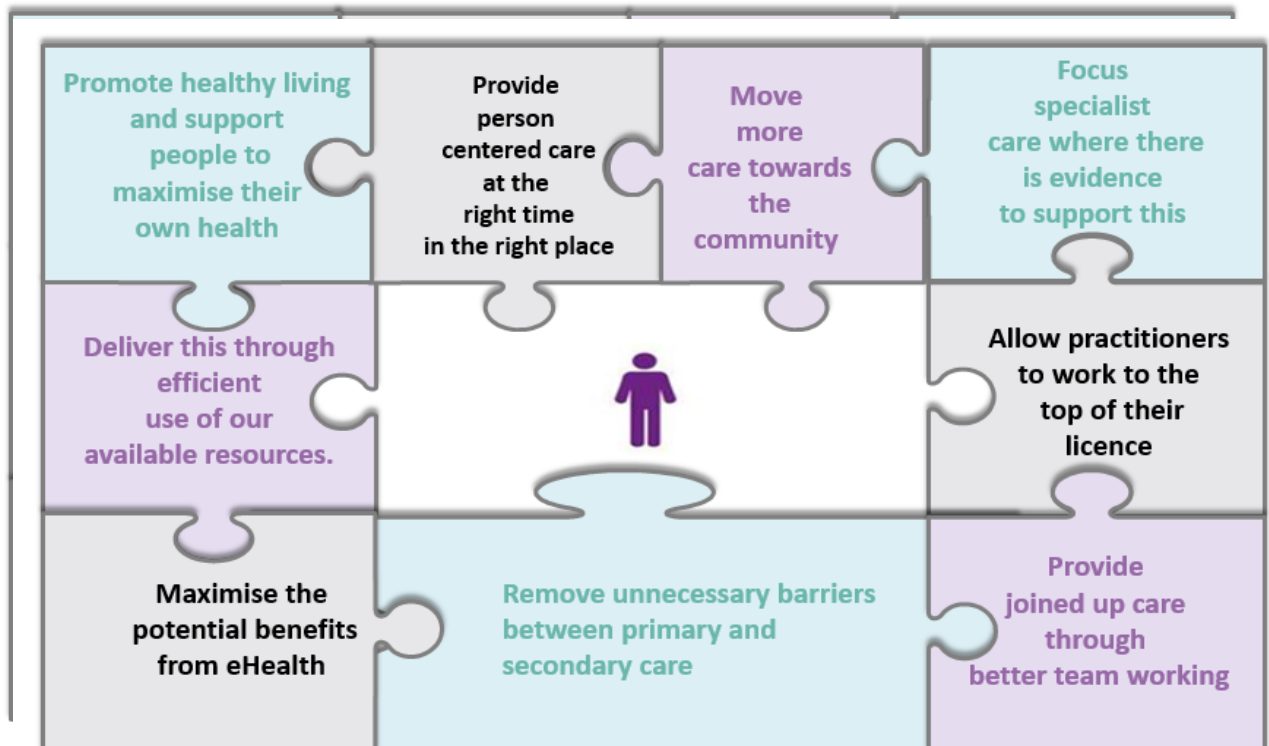 Promote healthy living
and support
people to
maximise their
own health
Provide
person
centered care
at the
right time
in the right place
Move
more
care towards
the
community
Focus
specialist
care where there
is evidence
to support this
Deliver this through
efficient
use of our
available resources.
Allow practitioners
to work to the
top of their
licence
Maximise the
potential benefits
from eHealth
Remove unnecessary barriers
between primary and
secondary care
Provide
joined up care
through
better team working